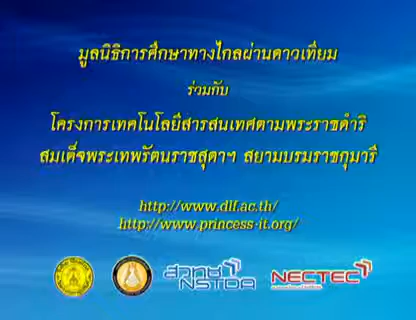 มูลนิธิการศึกษาทางไกลผ่านดาวเทียม
ร่วมกับ
โครงการเทคโนโลยีสารสนเทศตามพระราชดำริ
สมเด็จพระเทพรัตนราชสุดาฯ สยามบรมราชกุมารี
http://www.dlf.ac.th/
http://www.princess-it.org/
สวทช NECTEC
NSTDA